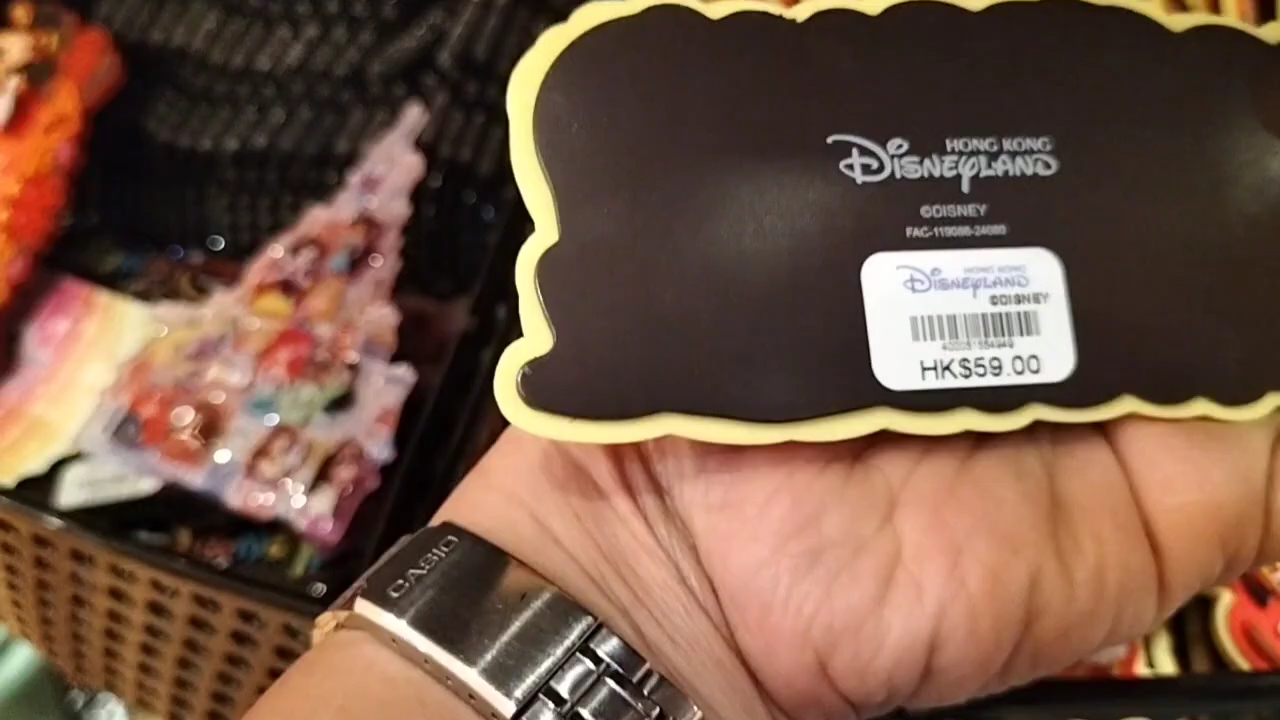 HONG KONG
DISNEYLAND
©DISNEY
HONG KONG
DISNEYLAND
©DISNEY
HK$59.00
CASIO